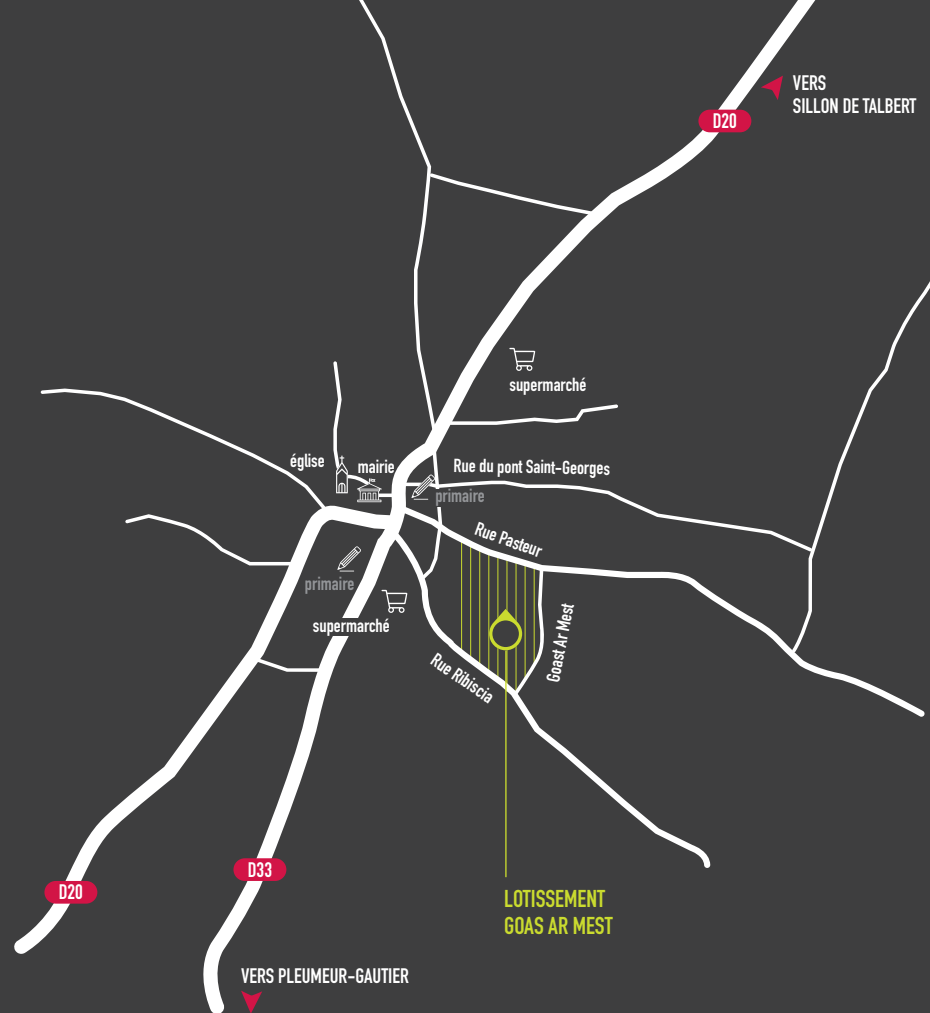 VERS
SILLON DE TALBERT
D20
supermarché
église
mairie
Rue du pont Saint-Georges
primaire
Rue Pasteur
primaire
supermarché
Goast Ar Mest
Rue Ribiscia
D33
D20
LOTISSEMENT
GOAS AR MEST
VERS PLEUMEUR-GAUTIER